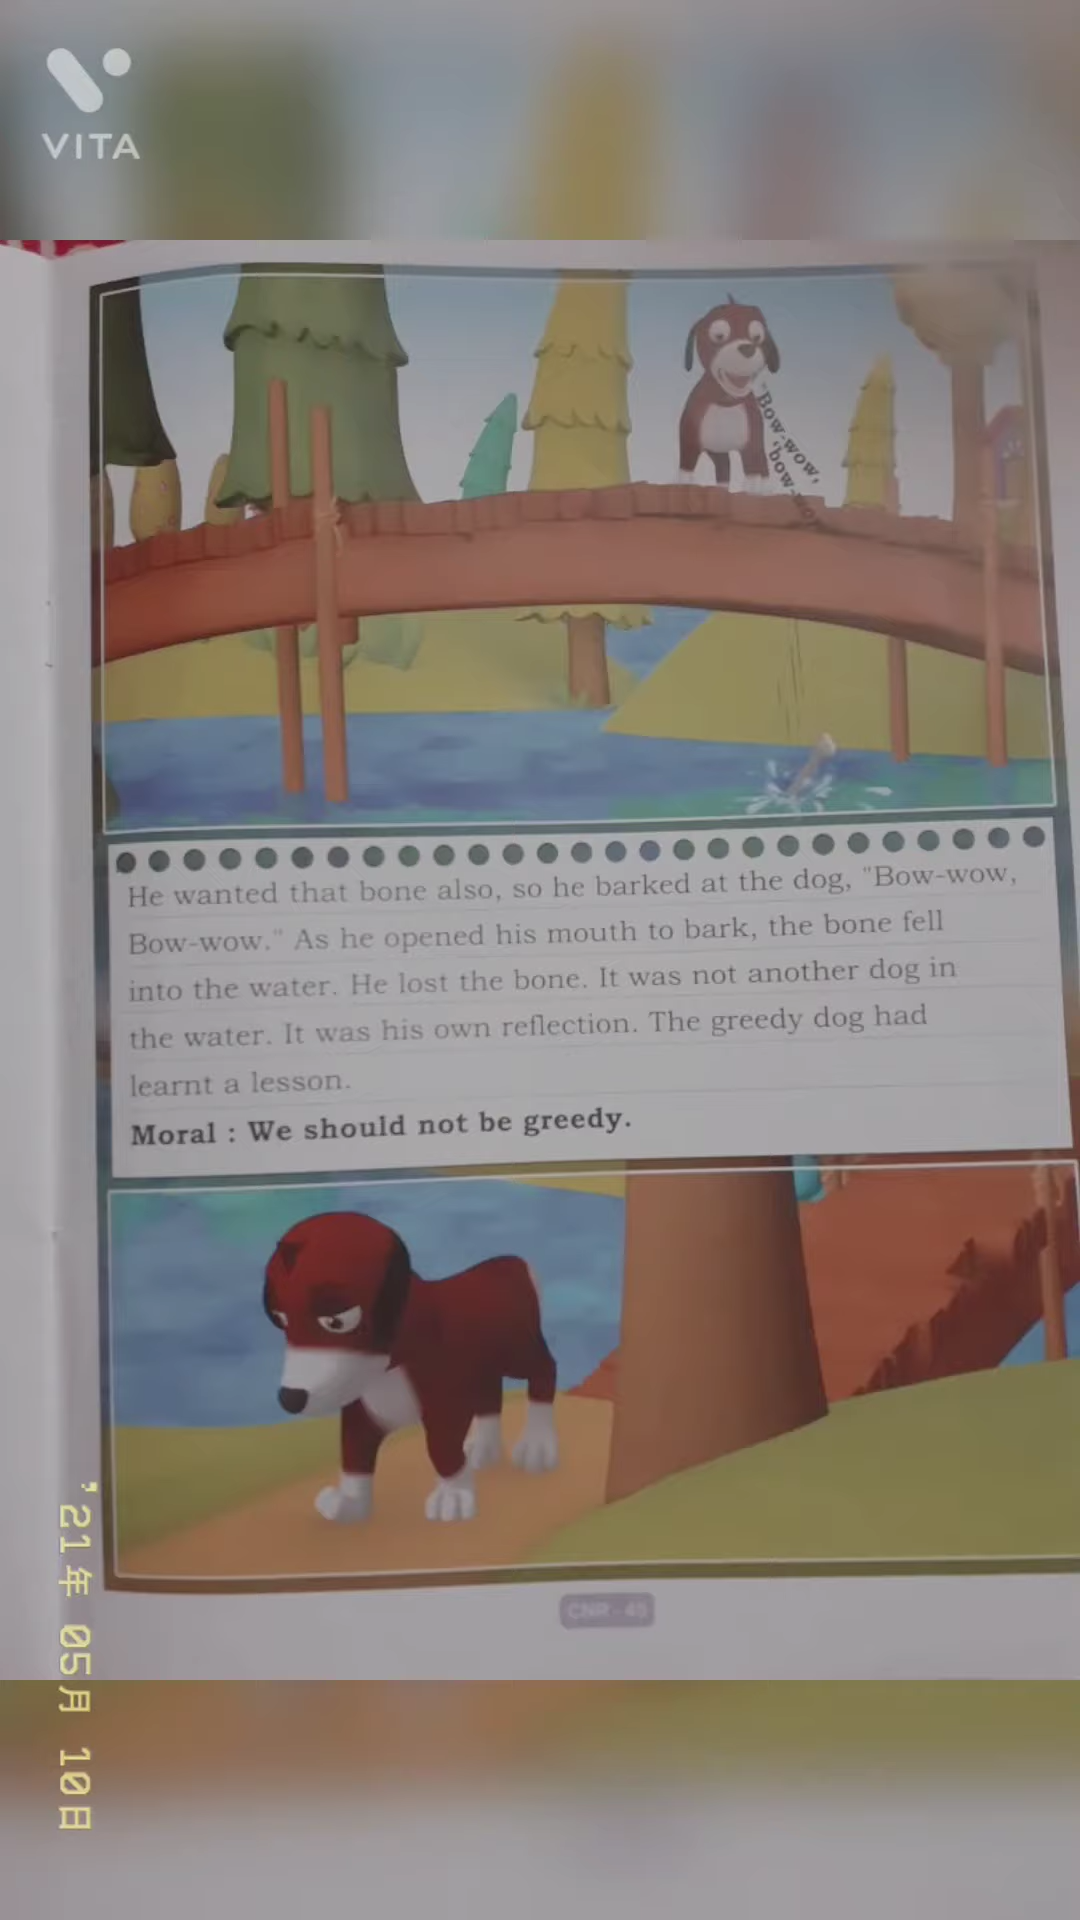 VITA
"Bow-wow,
'bow-wow
He wanted that bone also, so he barked at the dog, "Bow-wow,
Bow-wow." As he opened his mouth to bark, the bone fell
into the water. He lost the bone. It was not another dog in
the water. It was his own reflection. The greedy dog had
learnt a lesson.
Moral : We should not be greedy.
CNR - 45
'21年 05月 10日